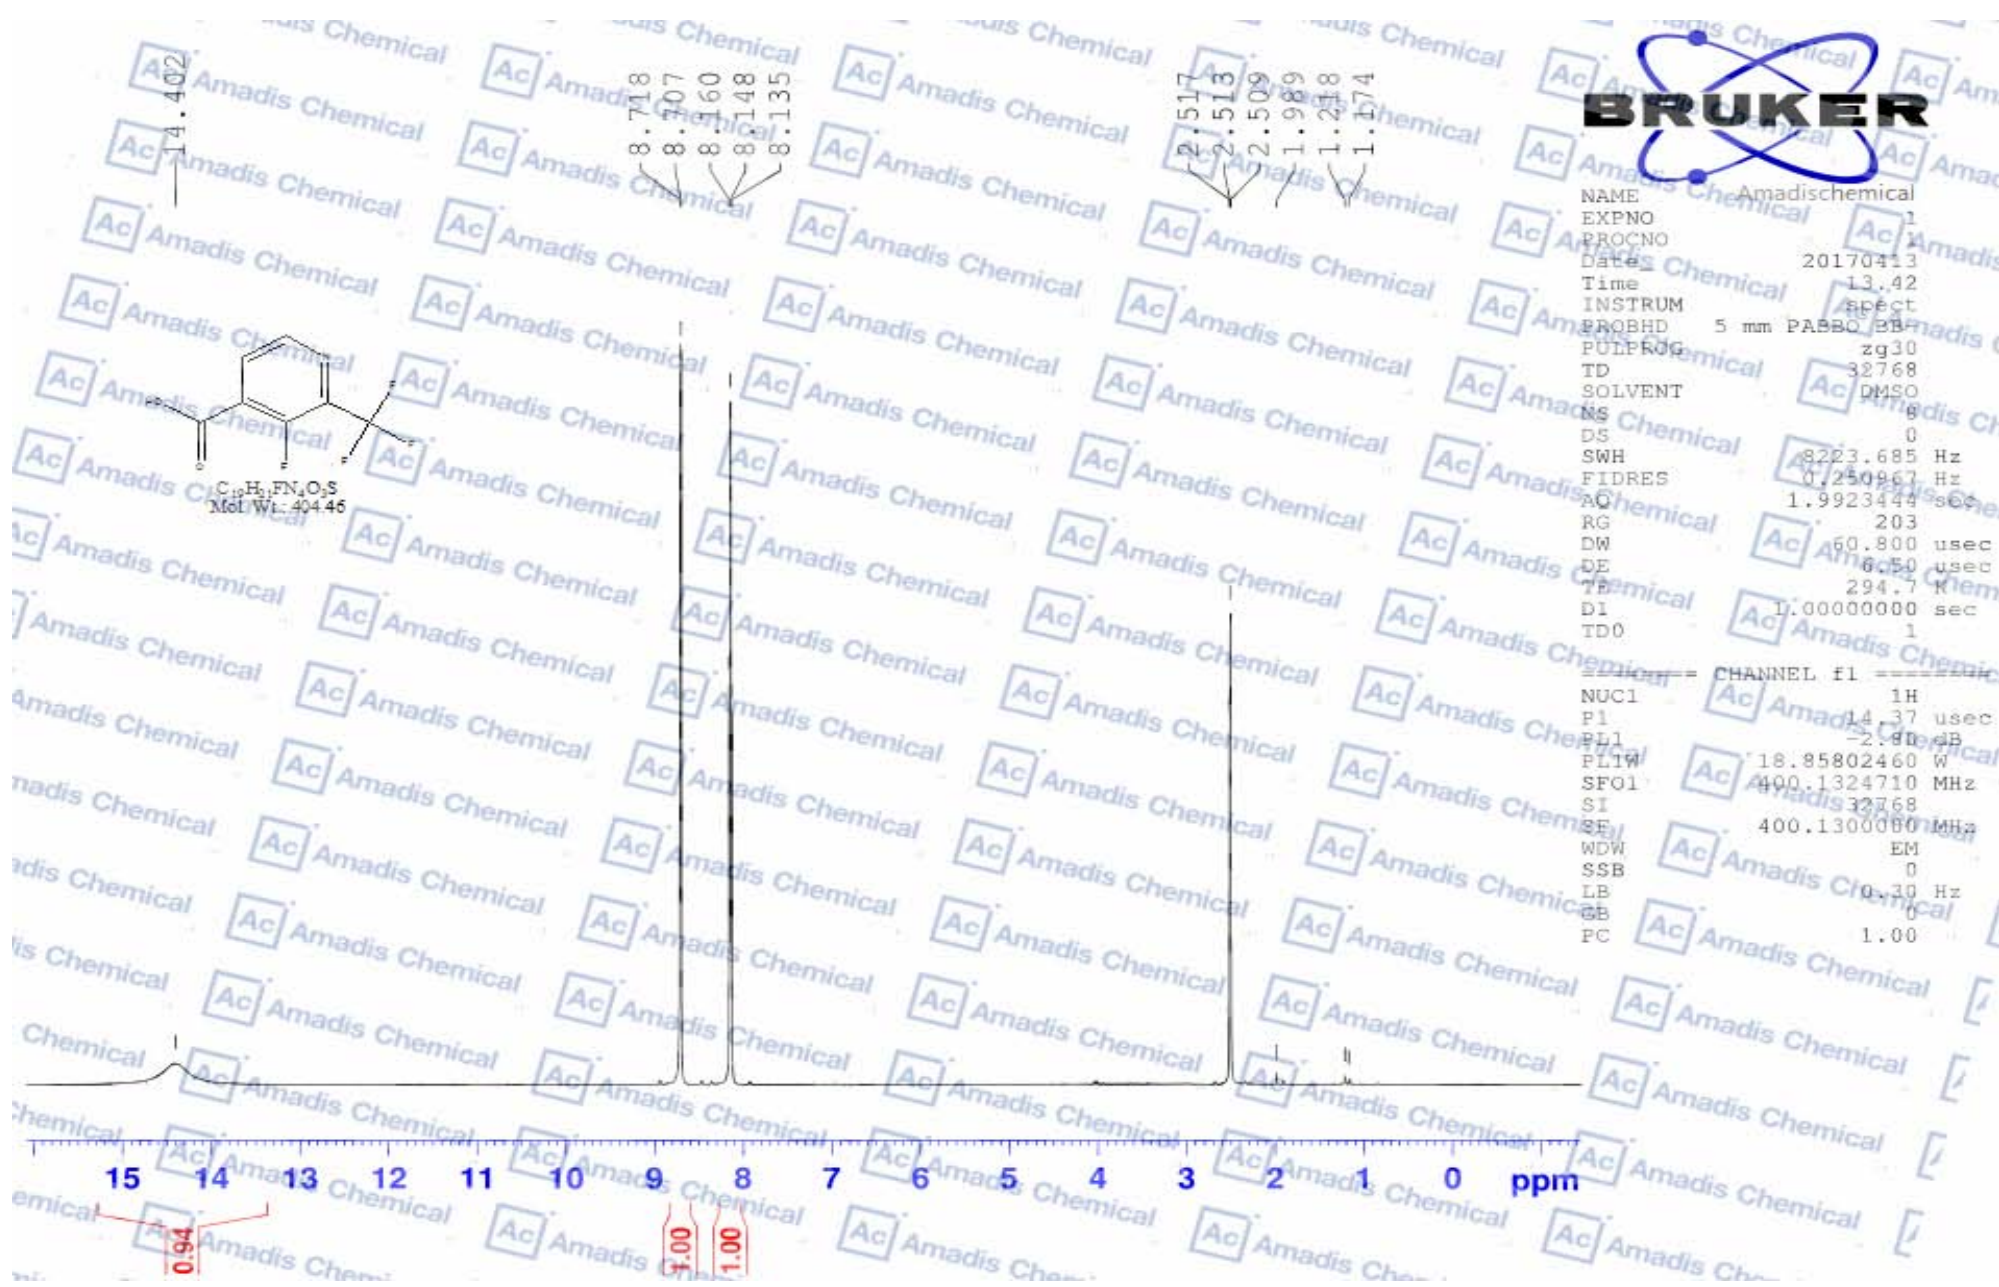 14.402
8.718
8.707
8.160
8.148
8.135
2.517
2.513
2.509
1.989
1.218
1.174
BRUKER
NAME Amadischemical
EXPNO 1
PROCNO 1
Date_ 20170413
Time 13.42
INSTRUM spect
PROBHD 5 mm PABBO BB-
PULPROG zg30
TD 32768
SOLVENT DMSO
NS 8
DS 0
SWH 8223.685 Hz
FIDRES 0.250967 Hz
AQ 1.9923444 sec
RG 203
DW 60.800 usec
DE 6.50 usec
TE 294.7 K
D1 1.00000000 sec
TD0 1
======== CHANNEL f1 ========
NUC1 1H
P1 14.37 usec
PL1 -2.80 dB
PL1W 18.85802460 W
SFO1 400.1324710 MHz
SI 32768
SF 400.1300000 MHz
WDW EM
SSB 0
LB 0.30 Hz
GB 0
PC 1.00
F
F
F
C19H21FN4O3S
Mol. Wt.: 404.46
15 14 13 12 11 10 9 8 7 6 5 4 3 2 1 0 ppm
0.94
1.00
1.00
Ac Amadis Chemical